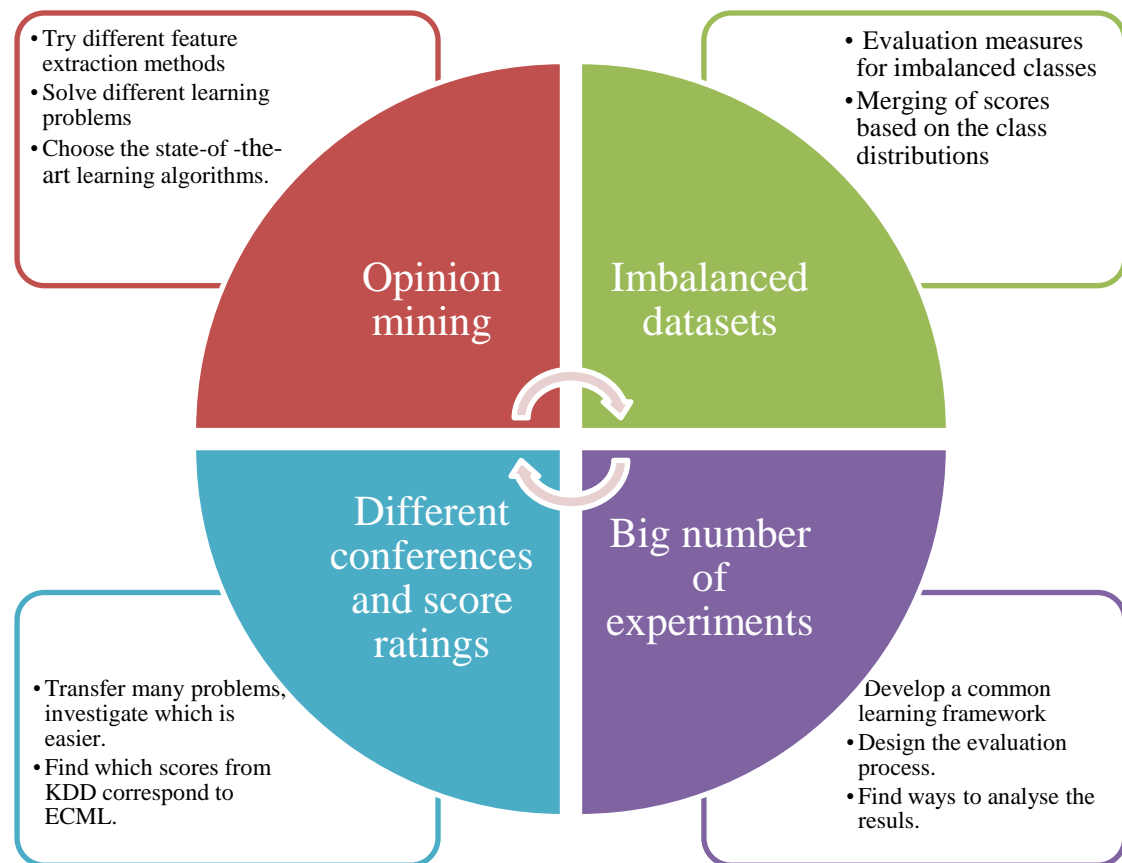 • Try different feature
extraction methods
• Solve different learning
problems
• Choose the state-of -the-
art learning algorithms.
• Evaluation measures
for imbalanced classes
• Merging of scores
based on the class
distributions
Opinion
mining
Imbalanced
datasets
Different
conferences
and score
ratings
Big number
of
experiments
• Transfer many problems,
investigate which is
easier.
• Find which scores from
KDD correspond to
ECML.
Develop a common
learning framework
• Design the evaluation
process.
• Find ways to analyse the
resuls.